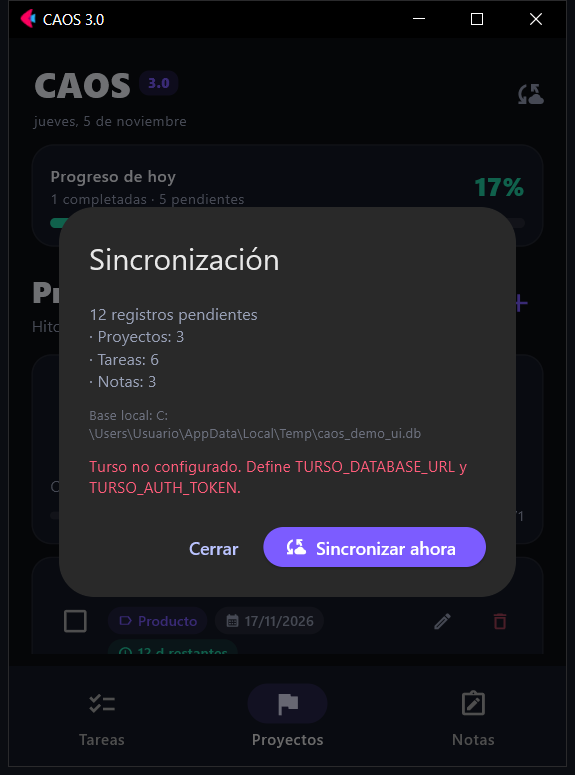 CAOS 3.0
CAOS 3.0
jueves, 5 de noviembre
Progreso de hoy
1 completadas · 5 pendientes
17%
Sincronización
12 registros pendientes
· Proyectos: 3
· Tareas: 6
· Notas: 3
Base local: C:
\Users\Usuario\AppData\Local\Temp\caos_demo_ui.db
Turso no configurado. Define TURSO_DATABASE_URL y
TURSO_AUTH_TOKEN.
Cerrar
Sincronizar ahora
Producto
17/11/2026
12 d restantes
Tareas
Proyectos
Notas